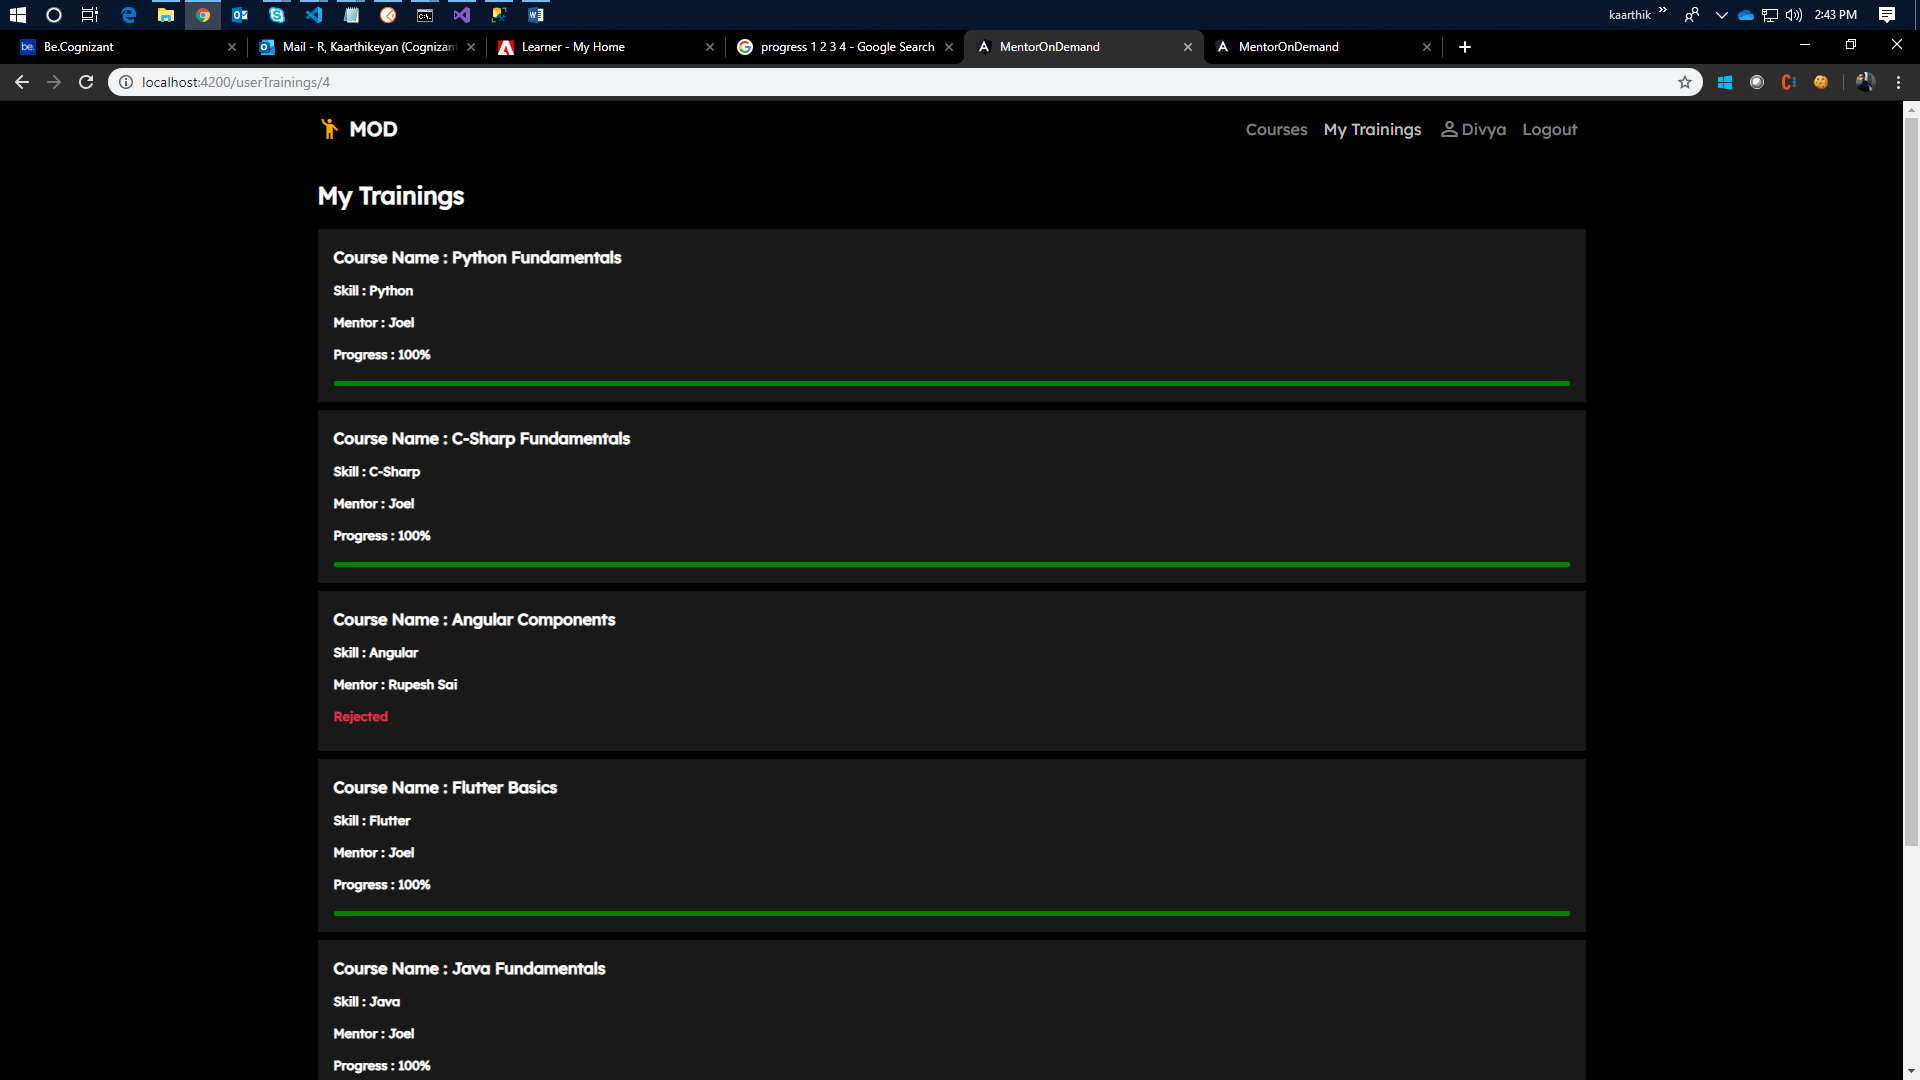 kaarthik
2:43 PM
Be.Cognizant
Mail - R, Kaarthikeyan (Cognizant
Learner - My Home
progress 1 2 3 4 - Google Search
MentorOnDemand
MentorOnDemand
localhost:4200/userTrainings/4
MOD
Courses
My Trainings
Divya
Logout
My Trainings
Course Name : Python Fundamentals
Skill : Python
Mentor : Joel
Progress : 100%
Course Name : C-Sharp Fundamentals
Skill : C-Sharp
Mentor : Joel
Progress : 100%
Course Name : Angular Components
Skill : Angular
Mentor : Rupesh Sai
Rejected
Course Name : Flutter Basics
Skill : Flutter
Mentor : Joel
Progress : 100%
Course Name : Java Fundamentals
Skill : Java
Mentor : Joel
Progress : 100%